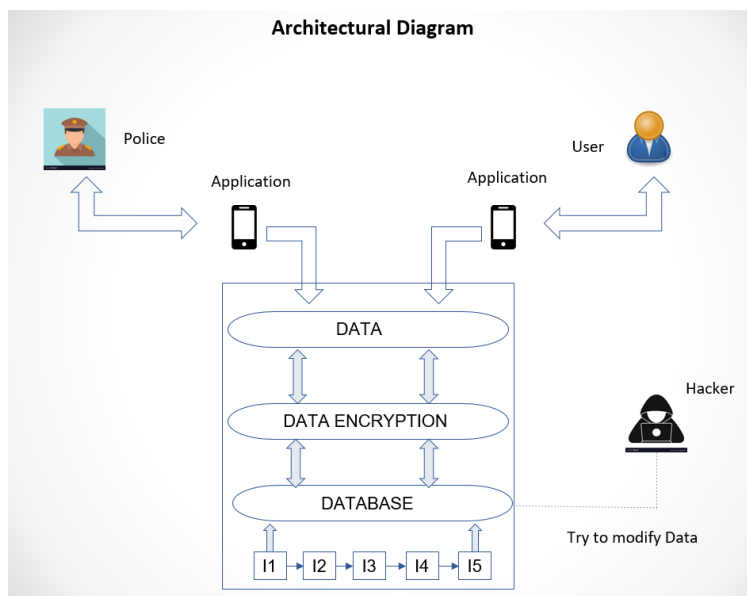 Architectural Diagram
Police
User
Application
Application
DATA
Hacker
DATA ENCRYPTION
DATABASE
Try to modify Data
I1
I2
I3
I4
I5